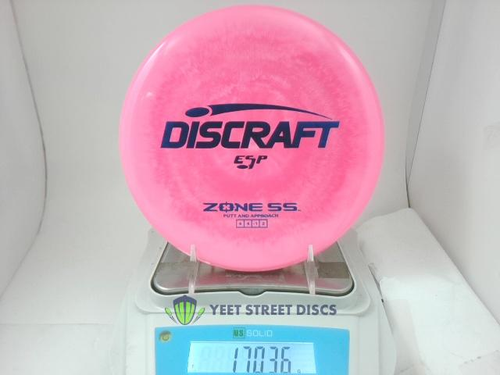 DISCRAFT
ESP
ZONE SS
PUTT AND APPROACH
YEET STREET DISCS
SOLID
170.36